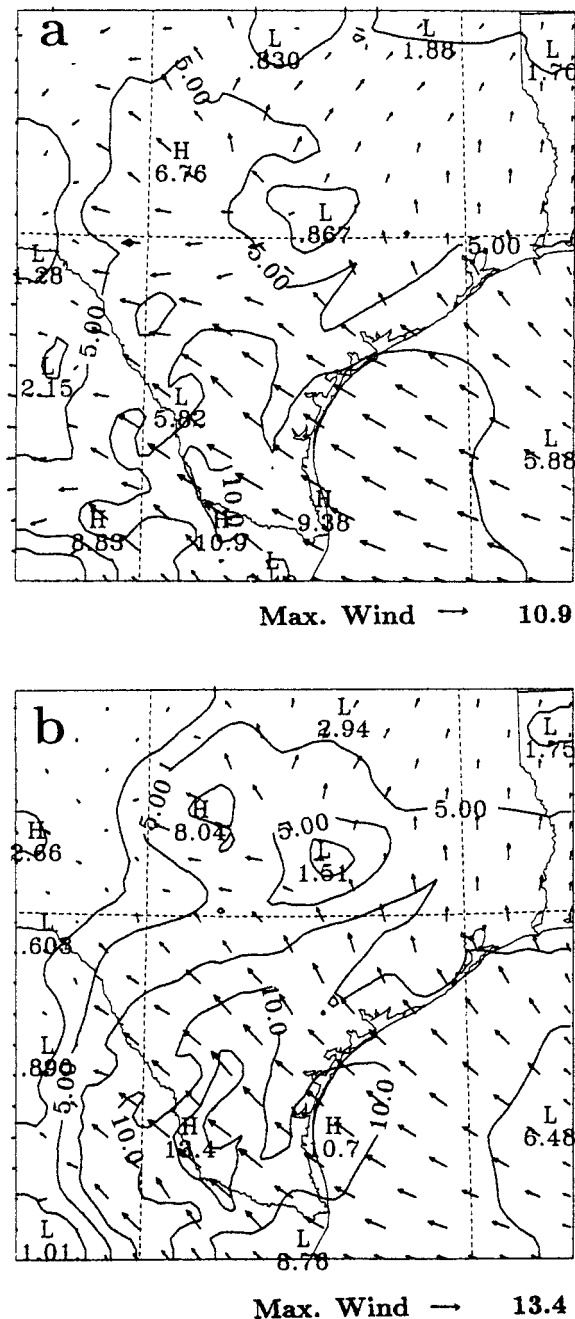 a
L
.830
L
1.88
L
1.70
5.00
H
6.76
L
.867
5.00
5.00
L
1.28
5.00
L
2.15
L
5.82
L
5.88
10.0
H
8.83
H
10.9
H
9.38
L
Max. Wind → 10.9
b
L
2.94
L
1.75
5.00
H
8.04
5.00
5.00
H
2.66
L
1.51
L
.603
10.0
L
.890
5.00
10.0
H
13.4
H
10.7
10.0
L
6.48
L
1.01
L
8.76
Max. Wind → 13.4